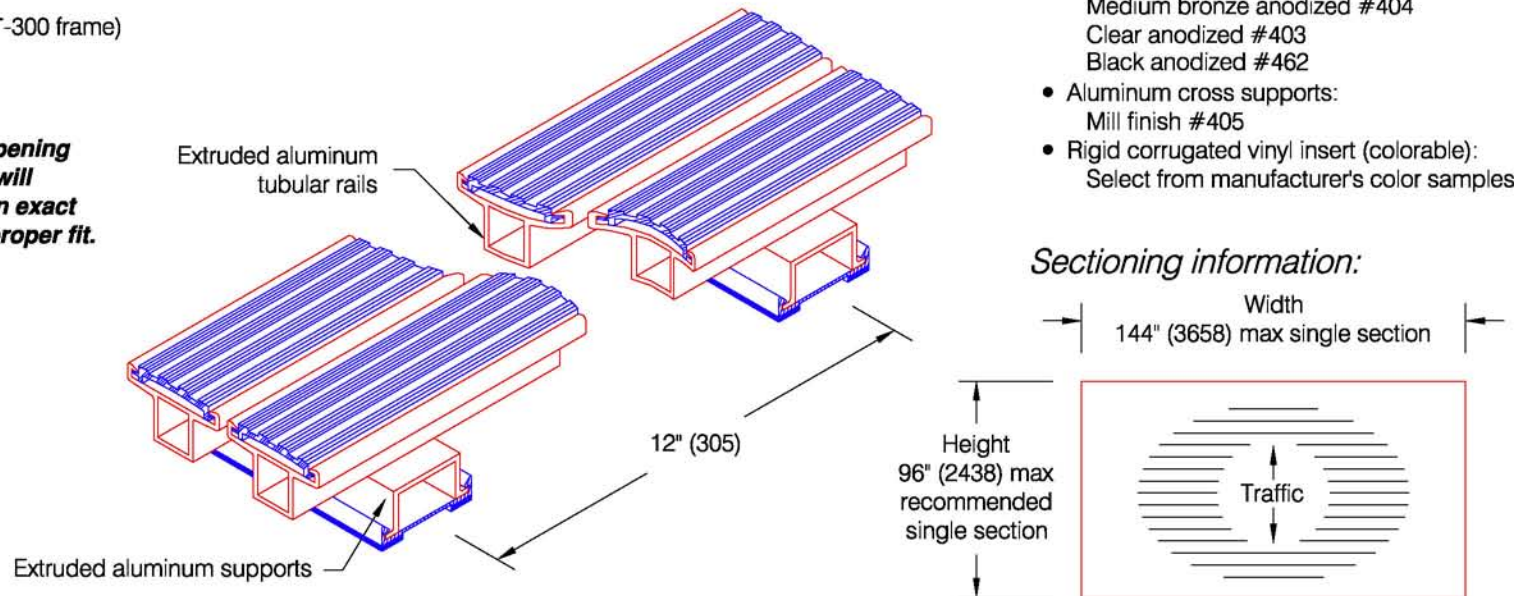 T-300 frame)
pening
will
n exact
roper fit.
Extruded aluminum
tubular rails
12" (305)
Extruded aluminum supports
Medium bronze anodized #404
Clear anodized #403
Black anodized #462
• Aluminum cross supports:
Mill finish #405
• Rigid corrugated vinyl insert (colorable):
Select from manufacturer's color samples
Sectioning information:
Width
144" (3658) max single section
Height
96" (2438) max
recommended
single section
Traffic